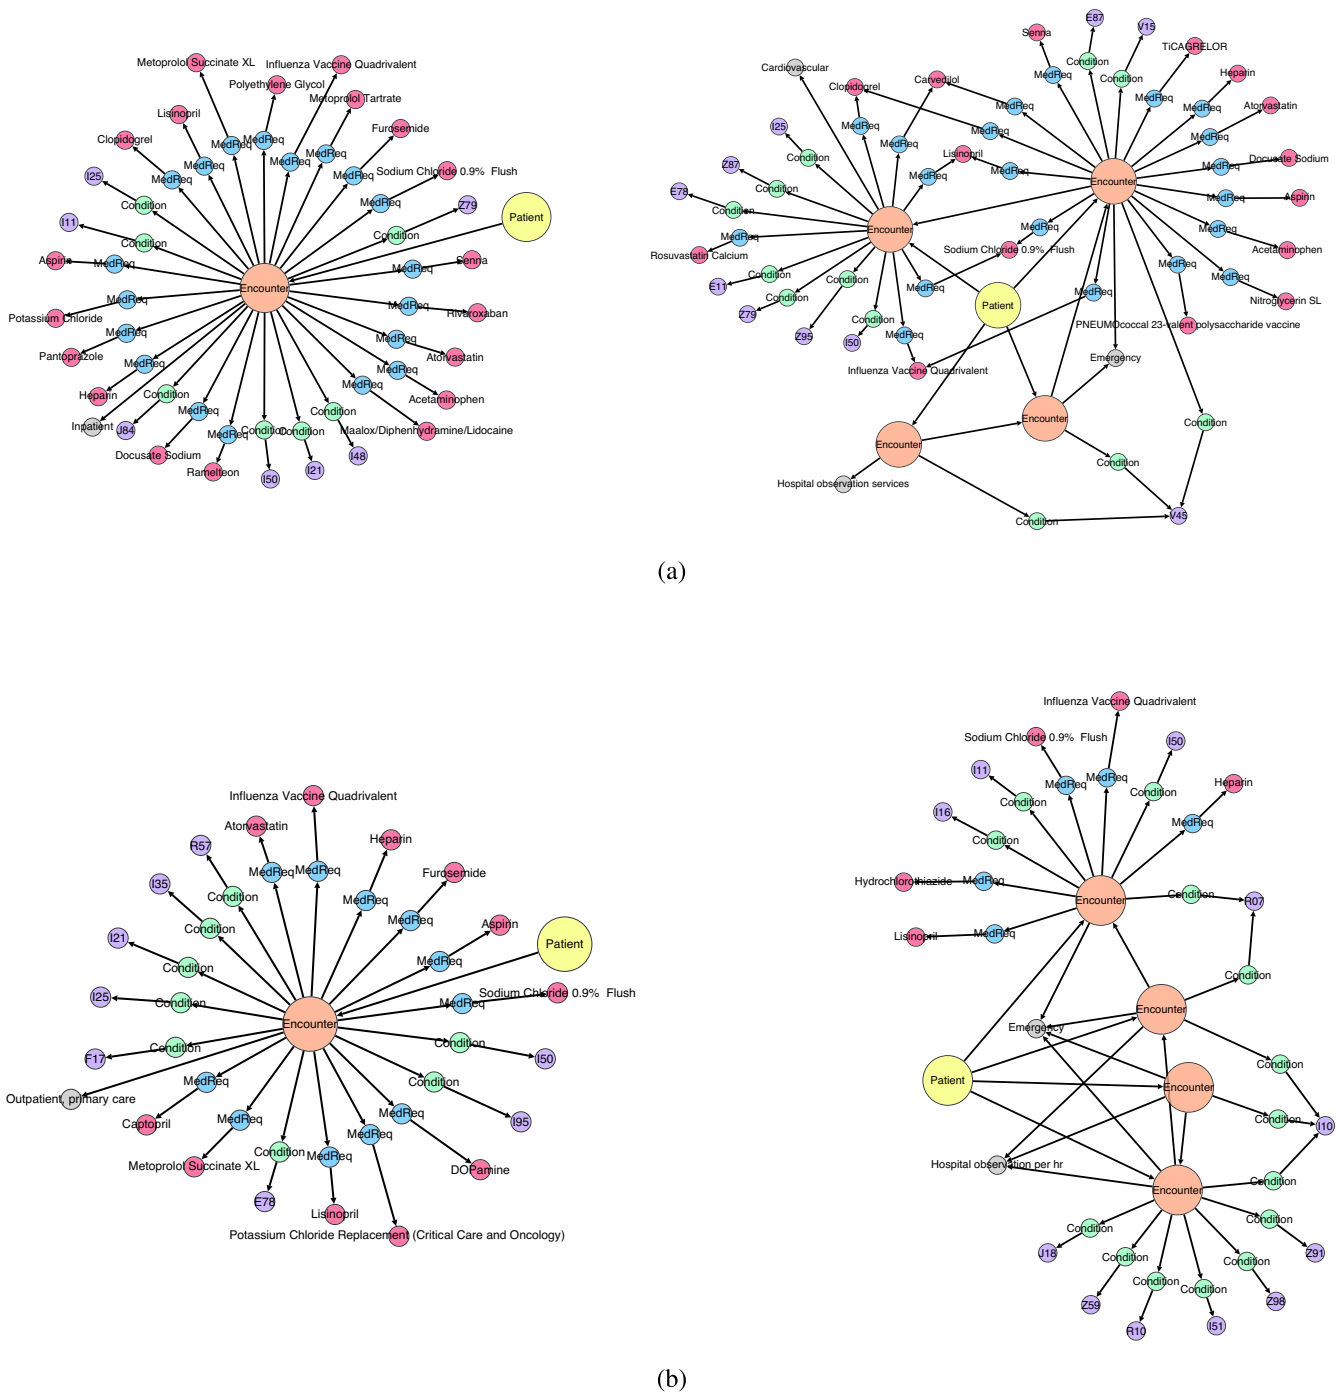 Metoprolol Succinate XL
Influenza Vaccine Quadrivalent
Polyethylene Glycol
Metoprolol Tartrate
Lisinopril
Furosemide
Clopidogrel
MedReq
MedReq
MedReq
MedReq
MedReq
MedReq
MedReq
Sodium Chloride 0.9%  Flush
I25
MedReq
Condition
Z79
Patient
I11
Condition
Condition
Aspirin
MedReq
MedReq
Senna
Encounter
MedReq
MedReq
Rivaroxaban
Potassium Chloride
MedReq
MedReq
Pantoprazole
Atorvastatin
MedReq
MedReq
MedReq
Heparin
Condition
Acetaminophen
Inpatient
J84
MedReq
Condition
MedReq
Condition
Condition
Maalox/Diphenhydramine/Lidocaine
Docusate Sodium
I48
Ramelteon
I50
I21
E87
V15
Senna
TiCAGRELOR
Cardiovascular
Condition
Condition
MedReq
Heparin
Clopidogrel
Carvedilol
MedReq
MedReq
MedReq
Atorvastatin
I25
MedReq
MedReq
MedReq
MedReq
Condition
Lisinopril
Docusate Sodium
Z87
MedReq
MedReq
MedReq
E78
Condition
Encounter
MedReq
Aspirin
Condition
MedReq
Encounter
MedReq
MedReq
Rosuvastatin Calcium
Sodium Chloride 0.9%  Flush
Acetaminophen
MedReq
E11
Condition
Condition
MedReq
MedReq
MedReq
Nitroglycerin SL
Condition
Patient
Z79
Condition
PNEUMOcoccal 23-valent polysaccharide vaccine
Z95
I50
MedReq
Emergency
Influenza Vaccine Quadrivalent
Encounter
Condition
Encounter
Condition
Hospital observation services
Condition
V45
(a)
Influenza Vaccine Quadrivalent
Atorvastatin
R57
Heparin
MedReq
MedReq
Furosemide
I35
Condition
MedReq
MedReq
I21
Condition
Aspirin
Patient
Condition
MedReq
I25
Condition
MedReq
Sodium Chloride 0.9%  Flush
Encounter
F17
Condition
Condition
I50
MedReq
Condition
Outpatient, primary care
MedReq
MedReq
I95
Captopril
MedReq
Condition
MedReq
Metoprolol Succinate XL
DOPamine
E78
Lisinopril
Potassium Chloride Replacement (Critical Care and Oncology)
Influenza Vaccine Quadrivalent
Sodium Chloride 0.9%  Flush
I50
I11
MedReq
MedReq
Heparin
Condition
Condition
I16
MedReq
Condition
Hydrochlorothiazide
MedReq
Condition
Encounter
R07
Lisinopril
MedReq
Condition
Encounter
Emergency
Condition
Patient
Encounter
Condition
I10
Hospital observation per hr
Condition
Encounter
Condition
Condition
J18
Z91
Condition
Condition
Condition
Condition
Z59
Z98
R10
I51
(b)